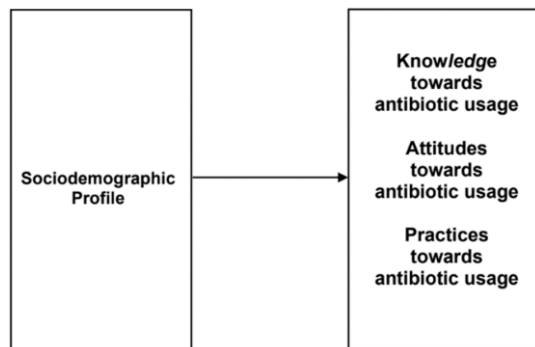 Sociodemographic
Profile
Knowledge
towards
antibiotic usage
Attitudes
towards
antibiotic usage
Practices
towards
antibiotic usage